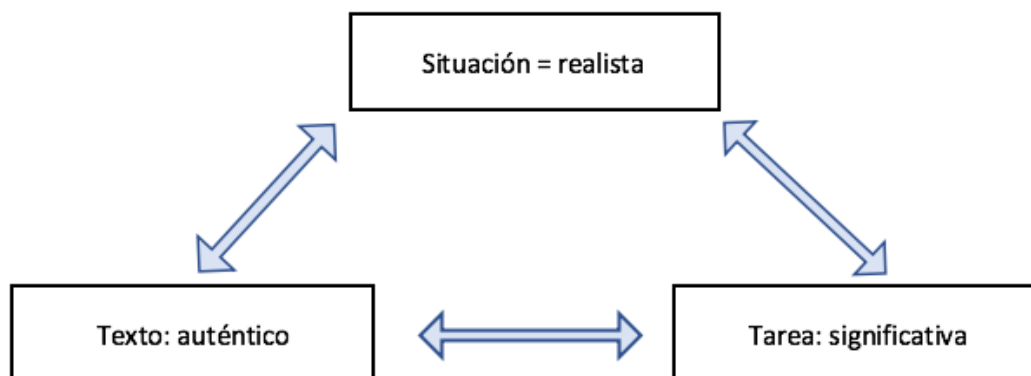 Situación = realista
Texto: auténtico
Tarea: significativa